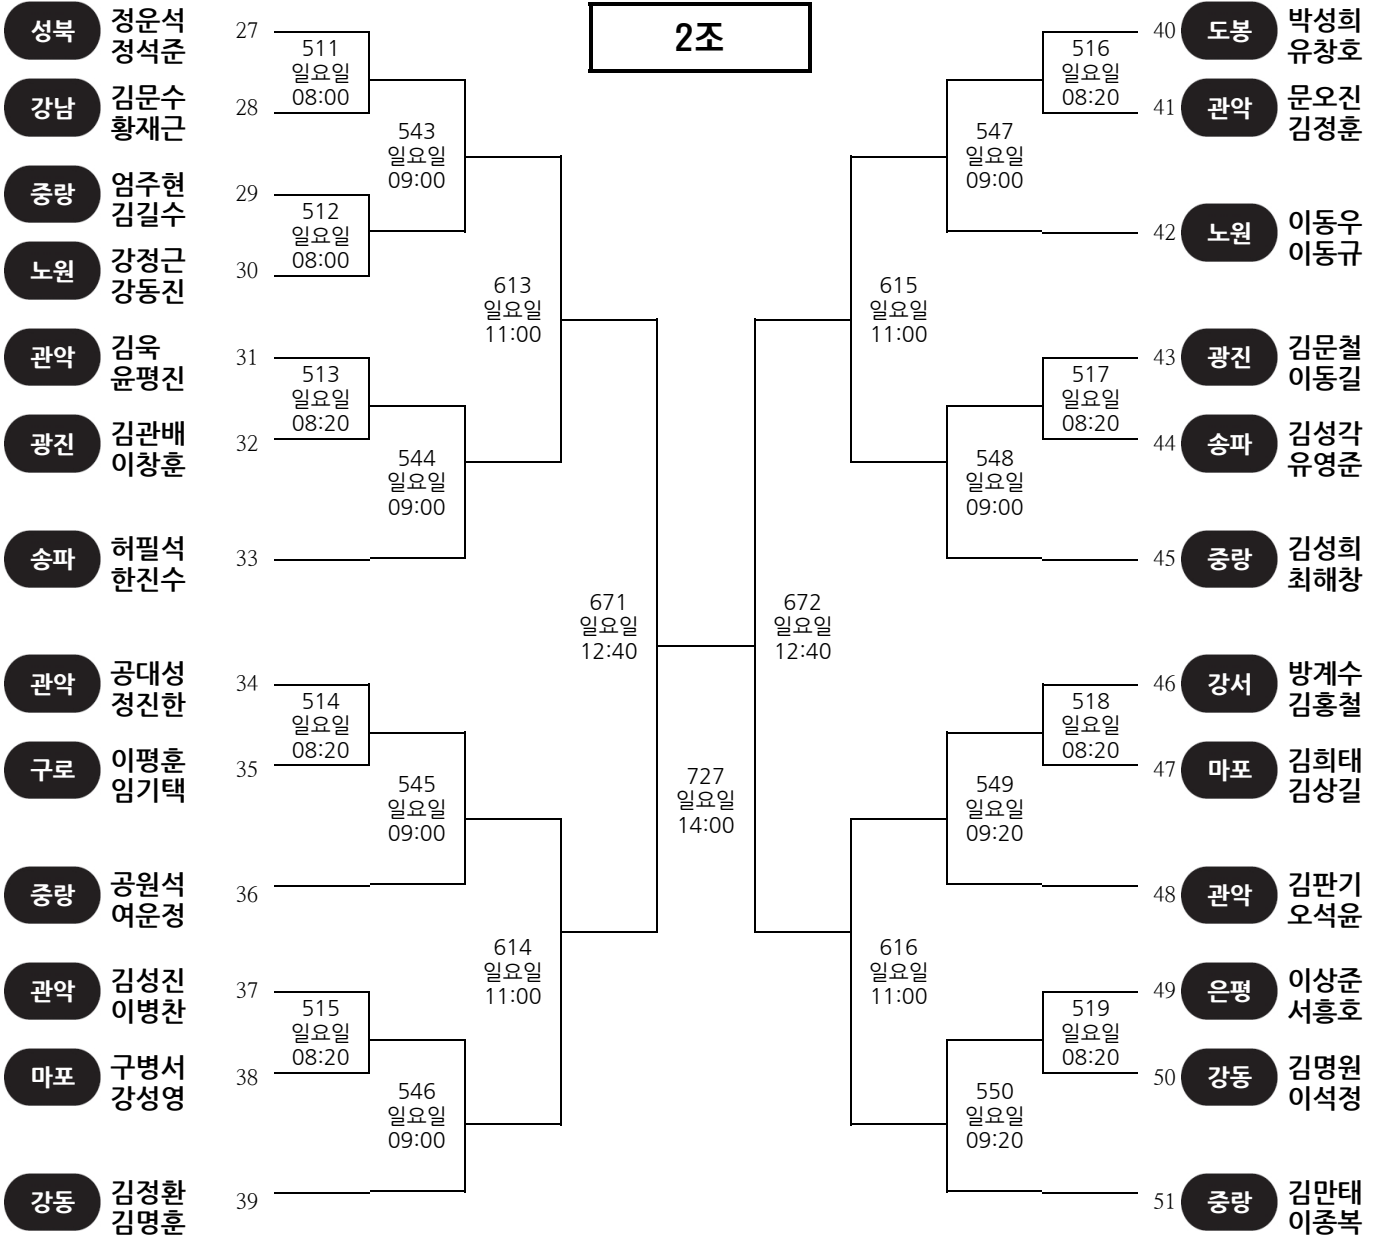 2조
성북
정운석
정석준
27
511
일요일
08:00
강남
김문수
황재근
28
543
일요일
09:00
중랑
엄주현
김길수
29
512
일요일
08:00
노원
강정근
강동진
30
613
일요일
11:00
관악
김욱
윤평진
31
513
일요일
08:20
광진
김관배
이창훈
32
544
일요일
09:00
송파
허필석
한진수
33
671
일요일
12:40
관악
공대성
정진한
34
514
일요일
08:20
구로
이평훈
임기택
35
545
일요일
09:00
중랑
공원석
여운정
36
614
일요일
11:00
관악
김성진
이병찬
37
515
일요일
08:20
마포
구병서
강성영
38
546
일요일
09:00
강동
김정환
김명훈
39
727
일요일
14:00
40
도봉
박성희
유창호
516
일요일
08:20
41
관악
문오진
김정훈
547
일요일
09:00
42
노원
이동우
이동규
615
일요일
11:00
43
광진
김문철
이동길
517
일요일
08:20
44
송파
김성각
유영준
548
일요일
09:00
45
중랑
김성희
최해창
672
일요일
12:40
46
강서
방계수
김홍철
518
일요일
08:20
47
마포
김희태
김상길
549
일요일
09:20
48
관악
김판기
오석윤
616
일요일
11:00
49
은평
이상준
서흥호
519
일요일
08:20
50
강동
김명원
이석정
550
일요일
09:20
51
중랑
김만태
이종복